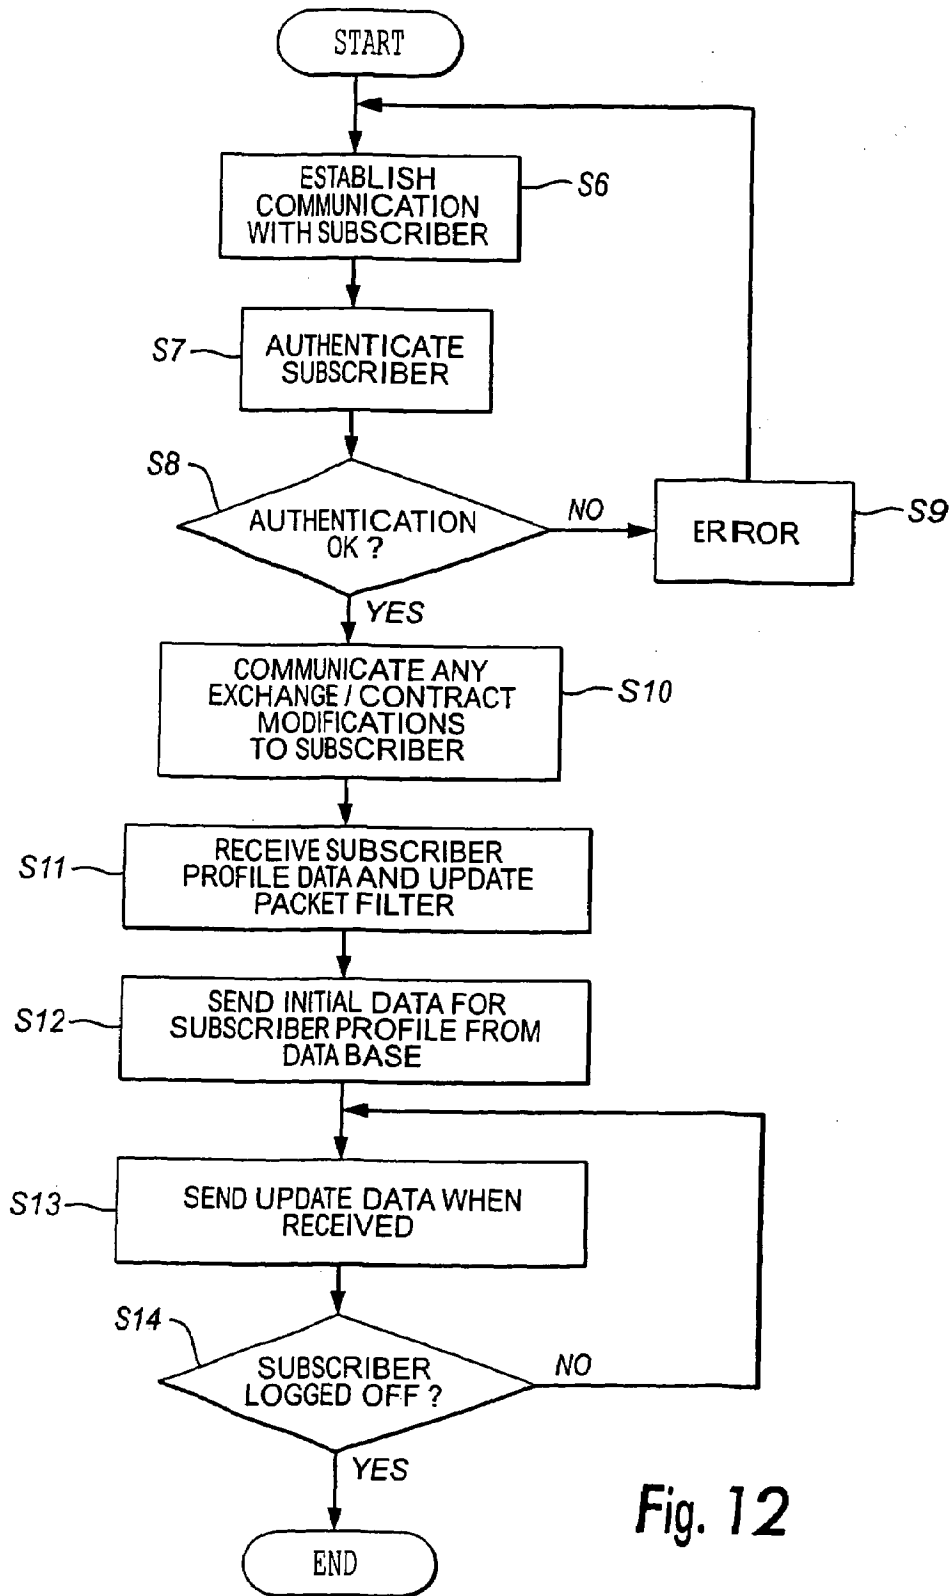 START
ESTABLISH
COMMUNICATION
WITH SUBSCRIBER
S6
S7
AUTHENTICATE
SUBSCRIBER
S8
AUTHENTICATION
OK ?
NO
ERROR
S9
YES
COMMUNICATE ANY
EXCHANGE / CONTRACT
MODIFICATIONS
TO SUBSCRIBER
S10
S11
RECEIVE SUBSCRIBER
PROFILE DATA AND UPDATE
PACKET FILTER
S12
SEND INITIAL DATA FOR
SUBSCRIBER PROFILE FROM
DATA BASE
S13
SEND UPDATE DATA WHEN
RECEIVED
S14
SUBSCRIBER
LOGGED OFF ?
NO
YES
END
Fig. 12